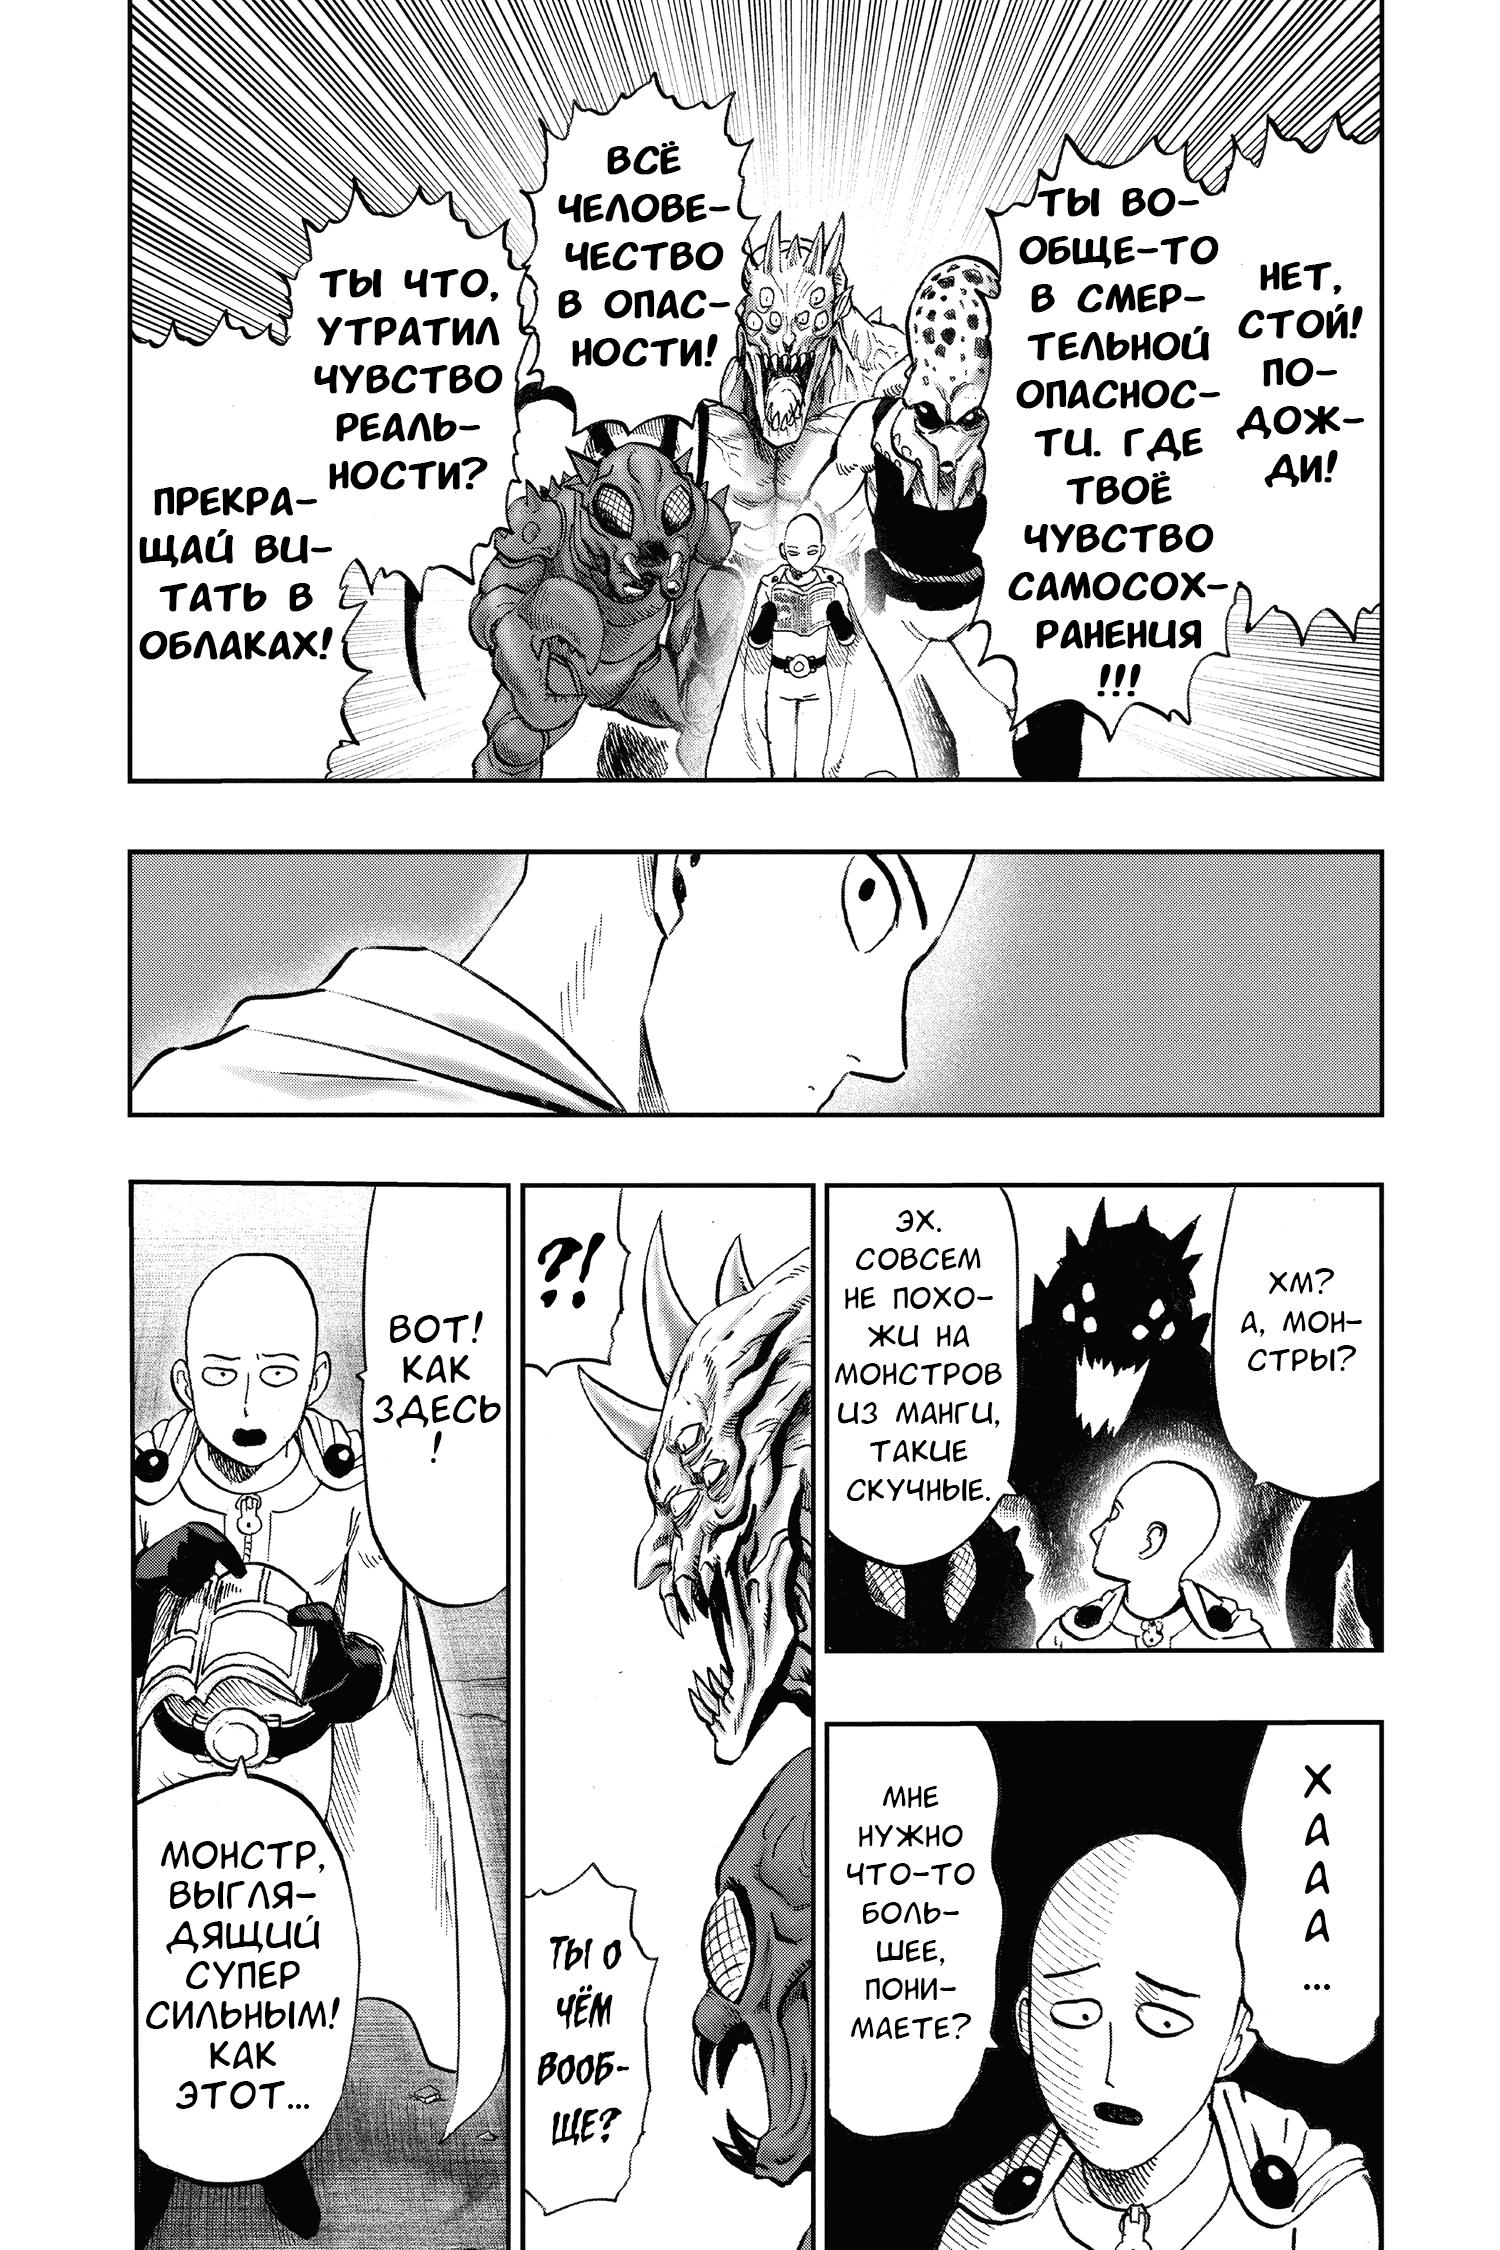 НЕТ,
СТОЙ!
ПО-
ДОЖ-
ДИ!
ТЫ ВО-
ОБЩЕ-ТО
В СМЕР-
ТЕЛЬНОЙ
ОПАСНОС-
ТИ. ГДЕ
ТВОЁ
ЧУВСТВО
САМОСОХ-
РАНЕНИЯ
!!!
ВСЁ
ЧЕЛОВЕ-
ЧЕСТВО
В ОПАС-
НОСТИ!
ТЫ ЧТО,
УТРАТИЛ
ЧУВСТВО
РЕАЛЬ-
НОСТИ?
ПРЕКРА-
ЩАЙ ВИ-
ТАТЬ В
ОБЛАКАХ!
ХМ?
А, МОН-
СТРЫ?
ЭХ.
СОВСЕМ
НЕ ПОХО-
ЖИ НА
МОНСТРОВ
ИЗ МАНГИ,
ТАКИЕ
СКУЧНЫЕ.
Х
А
А
А
...
МНЕ
НУЖНО
ЧТО-ТО
БОЛЬ-
ШЕЕ,
ПОНИ-
МАЕТЕ?
?!
ТЫ О
ЧЁМ
ВООБ-
ЩЕ?
ВОТ!
КАК
ЗДЕСЬ
!
МОНСТР,
ВЫГЛЯ-
ДЯЩИЙ
СУПЕР
СИЛЬНЫМ!
КАК
ЭТОТ...